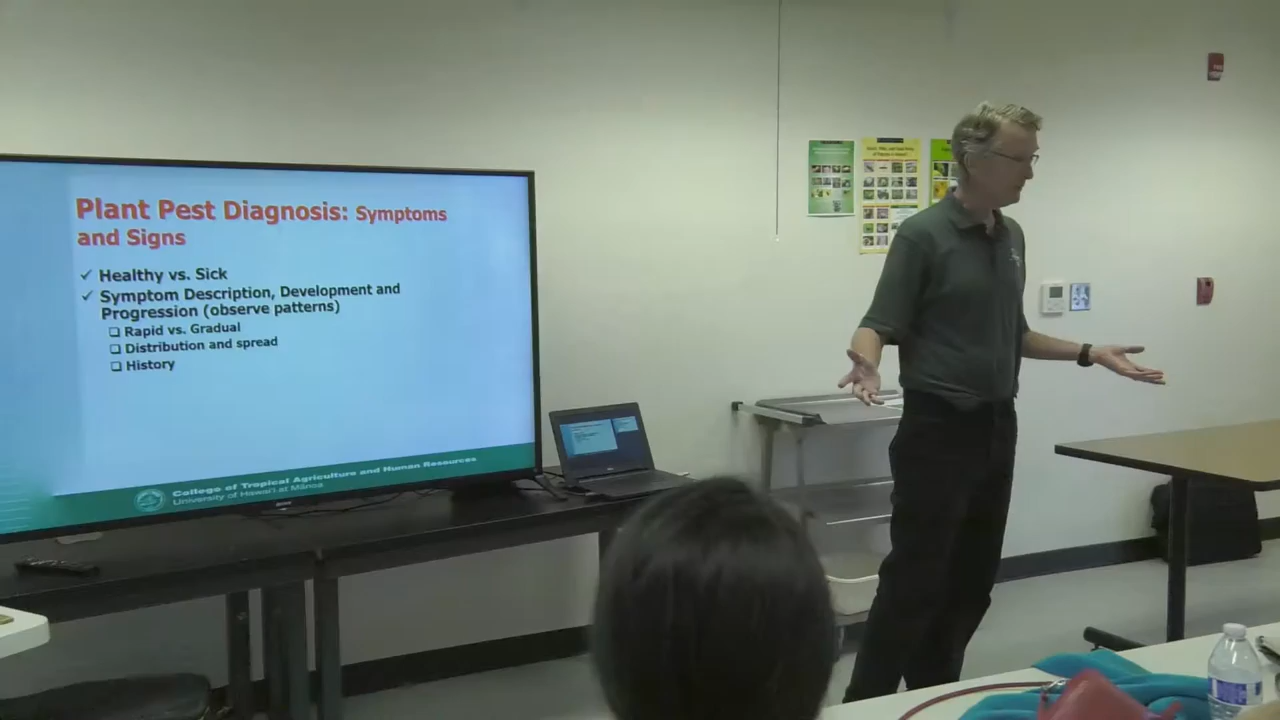 Plant Pest Diagnosis: Symptoms
and Signs
Healthy vs. Sick
Symptom Description, Development and
Progression (observe patterns)
Rapid vs. Gradual
Distribution and spread
History
College of Tropical Agriculture and Human Resources
University of Hawai'i at Mānoa